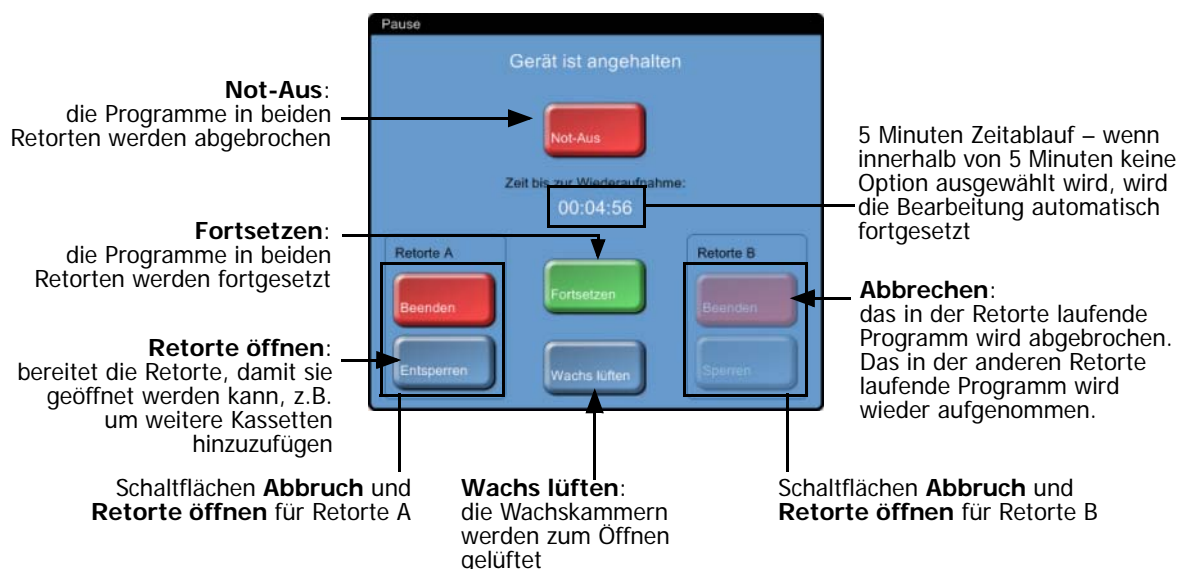 Pause
Gerät ist angehalten
Not-Aus:
die Programme in beiden
Retorten werden abgebrochen
Not-Aus
5 Minuten Zeitablauf – wenn
innerhalb von 5 Minuten keine
Option ausgewählt wird, wird
die Bearbeitung automatisch
fortgesetzt
Zeit bis zur Wiederaufnahme:
00:04:56
Fortsetzen:
die Programme in beiden
Retorten werden fortgesetzt
Retorte A
Beenden
Entsperren
Fortsetzen
Wachs lüften
Retorte B
Beenden
Sperren
Abbrechen:
das in der Retorte laufende
Programm wird abgebrochen.
Das in der anderen Retorte
laufende Programm wird
wieder aufgenommen.
Retorte öffnen:
bereitet die Retorte, damit sie
geöffnet werden kann, z.B.
um weitere Kassetten
hinzuzufügen
Schaltflächen Abbruch und
Retorte öffnen für Retorte A
Wachs lüften:
die Wachskammern
werden zum Öffnen
gelüftet
Schaltflächen Abbruch und
Retorte öffnen für Retorte B